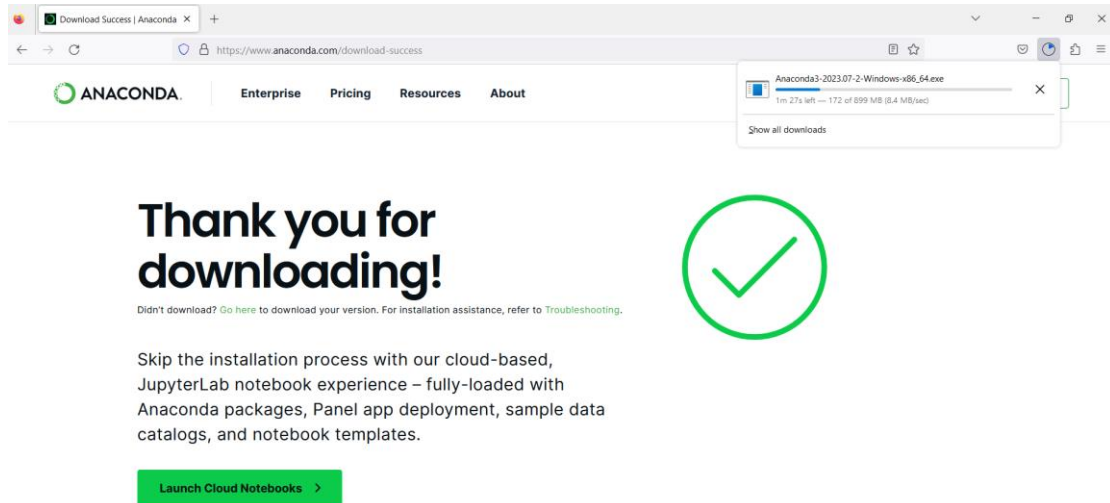 Download Success | Anaconda
https://www.anaconda.com/download-success
ANACONDA.
Enterprise Pricing Resources About
Anaconda3-2023.07-2-Windows-x86_64.exe
1m 27s left — 172 of 899 MB (8.4 MB/sec)
Show all downloads
Thank you for
downloading!
Didn't download? Go here to download your version. For installation assistance, refer to Troubleshooting.
Skip the installation process with our cloud-based,
JupyterLab notebook experience – fully-loaded with
Anaconda packages, Panel app deployment, sample data
catalogs, and notebook templates.
Launch Cloud Notebooks